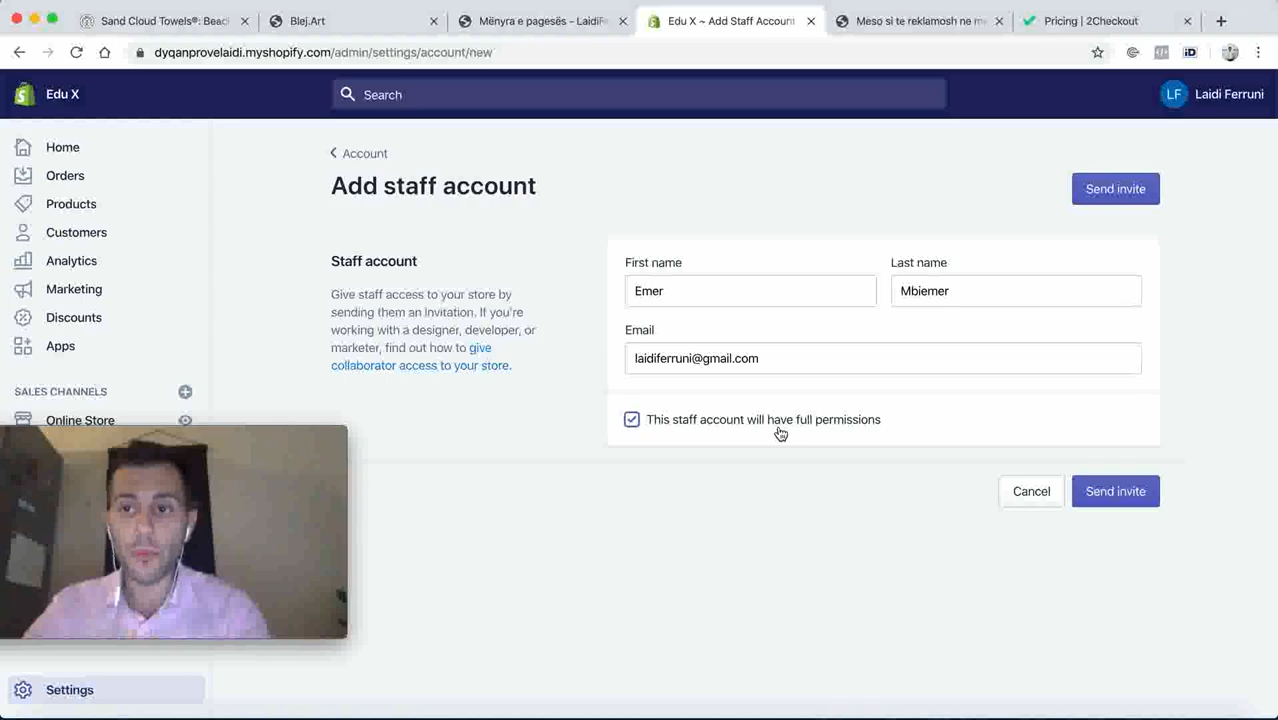 Sand Cloud Towels®: Beac
Blej.Art
Mënyra e pagesës – LaidiFe
Edu X ~ Add Staff Account
Meso si te reklamosh ne m
Pricing | 2Checkout
dyqanprovelaidi.myshopify.com/admin/settings/account/new
iD
Edu X
Search
LF
Laidi Ferruni
Home
Orders
Products
Customers
Analytics
Marketing
Discounts
Apps
SALES CHANNELS
Online Store
Settings
Account
Add staff account
Send invite
Staff account
Give staff access to your store by
sending them an invitation. If you're
working with a designer, developer, or
marketer, find out how to give
collaborator access to your store.
First name
Last name
Emer
Mbiemer
Email
laidiferruni@gmail.com
This staff account will have full permissions
Cancel
Send invite